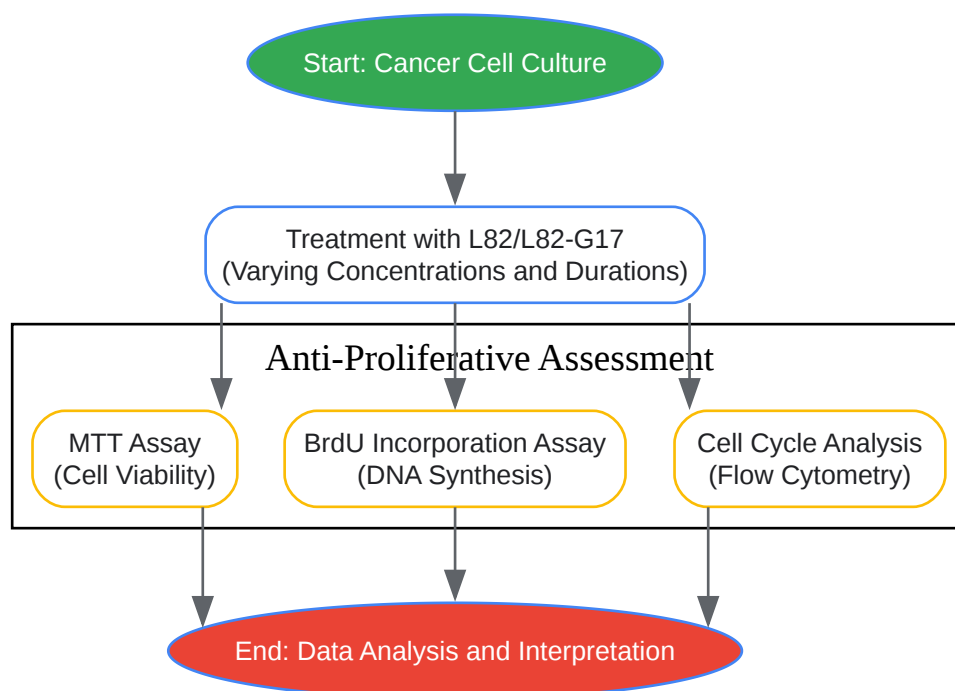 Start: Cancer Cell Culture
Treatment with L82/L82-G17
(Varying Concentrations and Durations)
Anti-Proliferative Assessment
MTT Assay
(Cell Viability)
BrdU Incorporation Assay
(DNA Synthesis)
Cell Cycle Analysis
(Flow Cytometry)
End: Data Analysis and Interpretation